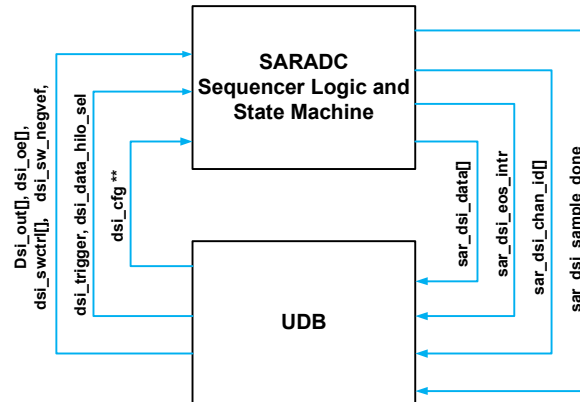 SARADC
Sequencer Logic and
State Machine
Dsi_out[], dsi_oe[],
dsi_swctrl[], dsi_sw_negvef,
dsi_trigger, dsi_data_hilo_sel
dsi_cfg **
sar_dsi_data[]
sar_dsi_eos_intr
sar_dsi_chan_id[]
sar_dsi_sample_done
UDB